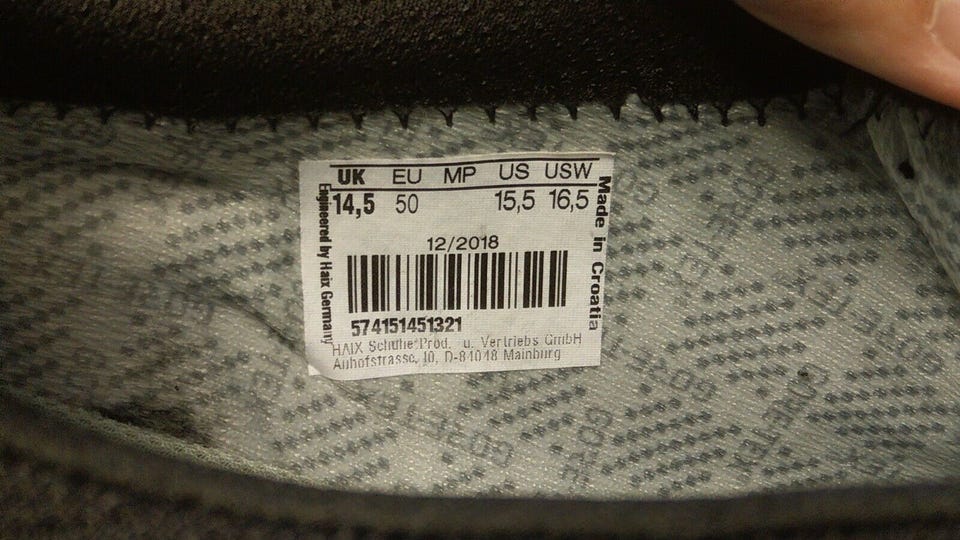 UK EU MP US USW
14,5 50 15,5 16,5
12/2018
574151451321
HAIX Schuhe Prod. u. Vertriebs GmbH
Auhofstrasse 10, D-84048 Mainburg
Engineered by Haix Germany
Made in Croatia
GORE